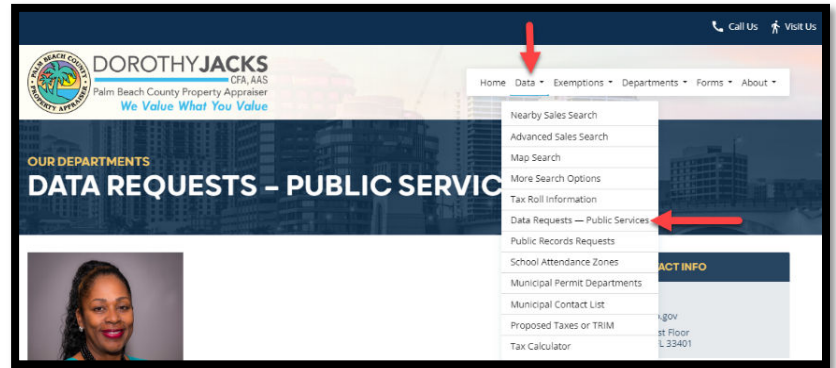 Call Us Visit Us
PALM BEACH COUNTY
PROPERTY APPRAISER
DOROTHYJACKS
CFA, AAS
Palm Beach County Property Appraiser
We Value What You Value
Home Data Exemptions Departments Forms About
Nearby Sales Search
Advanced Sales Search
Map Search
More Search Options
Tax Roll Information
Data Requests — Public Services
Public Records Requests
School Attendance Zones
Municipal Permit Departments
Municipal Contact List
Proposed Taxes or TRIM
Tax Calculator
OUR DEPARTMENTS
DATA REQUESTS – PUBLIC SERVIC
ACT INFO
.gov
st Floor
L 33401